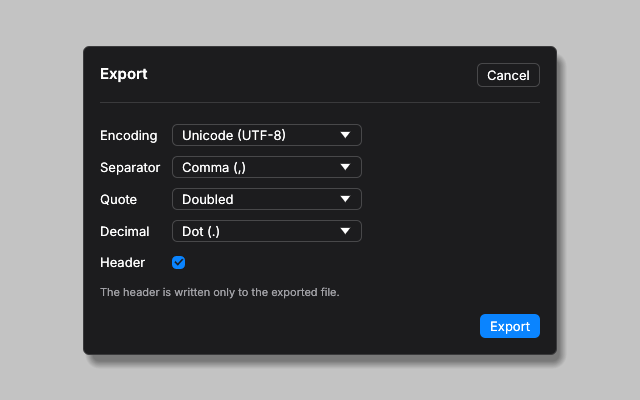 Export
Cancel
Encoding Unicode (UTF-8)
Separator Comma (,)
Quote Doubled
Decimal Dot (.)
Header
The header is written only to the exported file.
Export